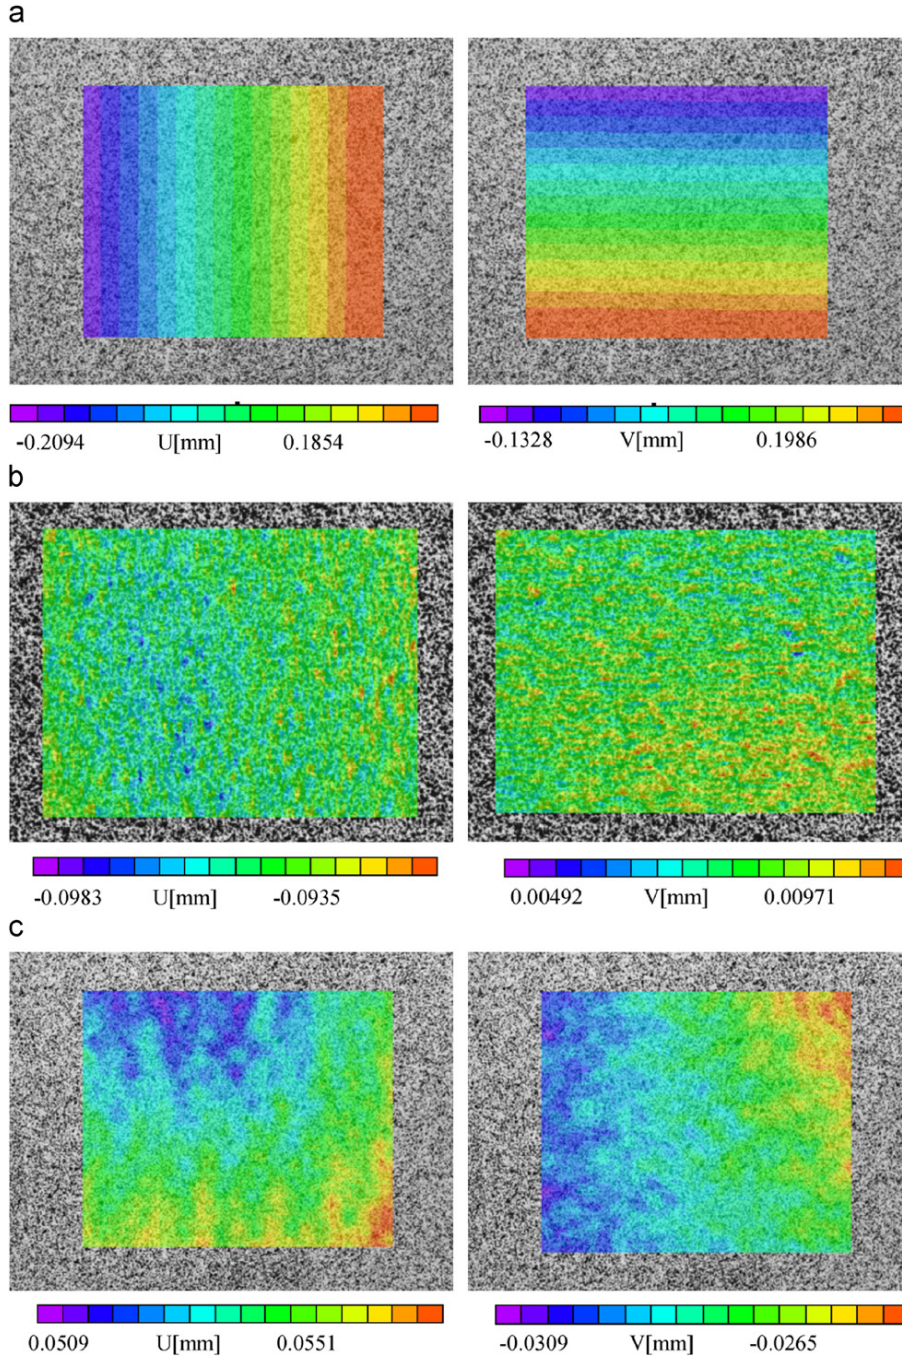 a
-0.2094 U[mm] 0.1854
-0.1328 V[mm] 0.1986
b
-0.0983 U[mm] -0.0935
0.00492 V[mm] 0.00971
c
0.0509 U[mm] 0.0551
-0.0309 V[mm] -0.0265